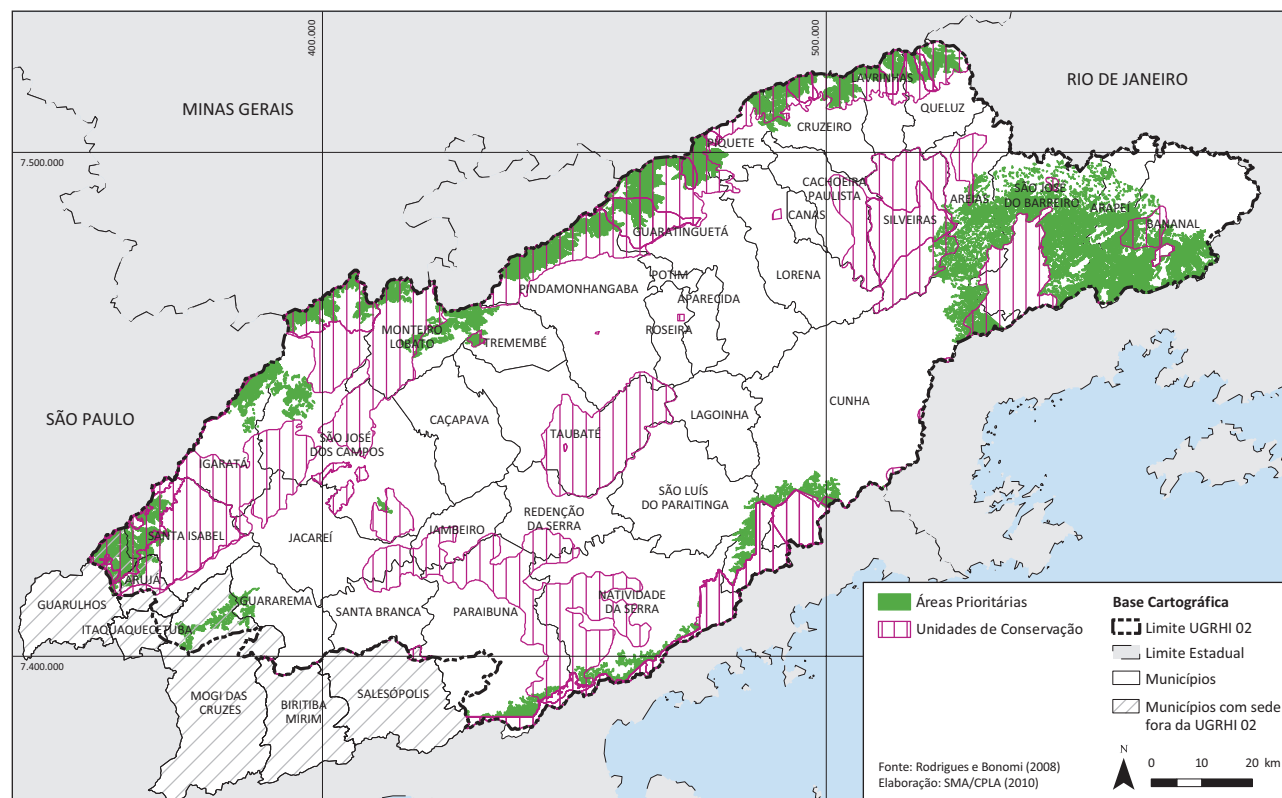 400.000
500.000
RIO DE JANEIRO
MINAS GERAIS
LAVRINHAS
QUELUZ
CRUZEIRO
PIQUETE
7.500.000
CACHOEIRA
PAULISTA
CANAS
SILVEIRAS
AREIAS
SÃO JOSÉ
DO BARREIRO
ARAPEÍ
BANANAL
GUARATINGUETÁ
LORENA
POTIM
PINDAMONHANGABA
APARECIDA
ROSEIRA
MONTEIRO
LOBATO
TREMEMBÉ
SÃO PAULO
CAÇAPAVA
TAUBATÉ
LAGOINHA
CUNHA
SÃO JOSÉ
DOS CAMPOS
IGARATÁ
SÃO LUÍS
DO PARAITINGA
REDENÇÃO
DA SERRA
SANTA ISABEL
JACAREÍ
JAMBEIRO
ARUJÁ
GUARULHOS
GUARAREMA
SANTA BRANCA
PARAIBUNA
NATIVIDADE
DA SERRA
ITAQUAQUECETUBA
7.400.000
MOGI DAS
CRUZES
BIRITIBA
MIRIM
SALESÓPOLIS
Áreas Prioritárias
Unidades de Conservação
Base Cartográfica
Limite UGRHI 02
Limite Estadual
Municípios
Municípios com sede
fora da UGRHI 02
Fonte: Rodrigues e Bonomi (2008)
Elaboração: SMA/CPLA (2010)
N
0 10 20 km